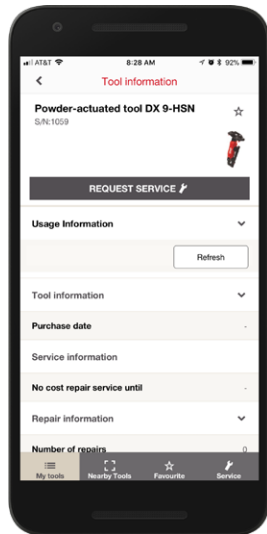 AT&T 8:28 AM 92%
Tool information
Powder-actuated tool DX 9-HSN
S/N:1059
REQUEST SERVICE
Usage Information
Refresh
Tool information
Purchase date -
Service information
No cost repair service until -
Repair information
Number of repairs 0
My tools Nearby Tools Favourite Service